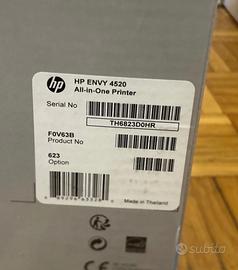 hp
HP ENVY 4520
All-in-One Printer
Serial No
TH6823D0HR
F0V63B
Product No
623
Option
Made in Thailand
subito